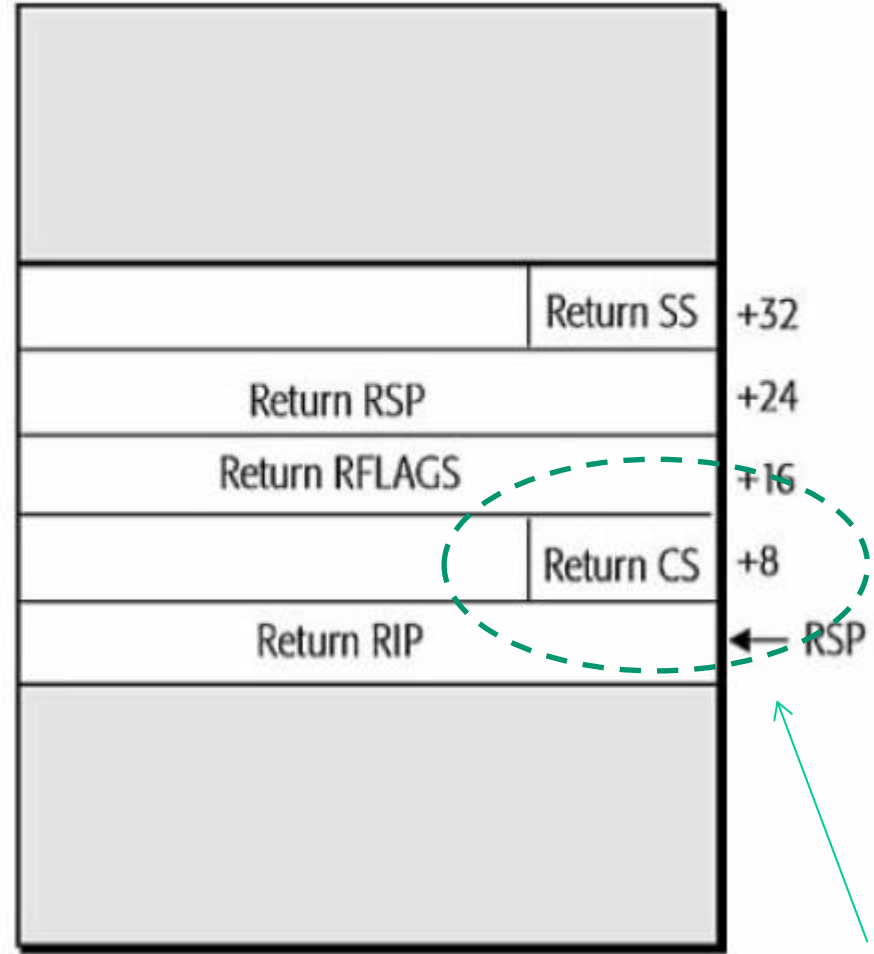 Return SS +32
Return RSP +24
Return RFLAGS +16
Return CS +8
Return RIP RSP